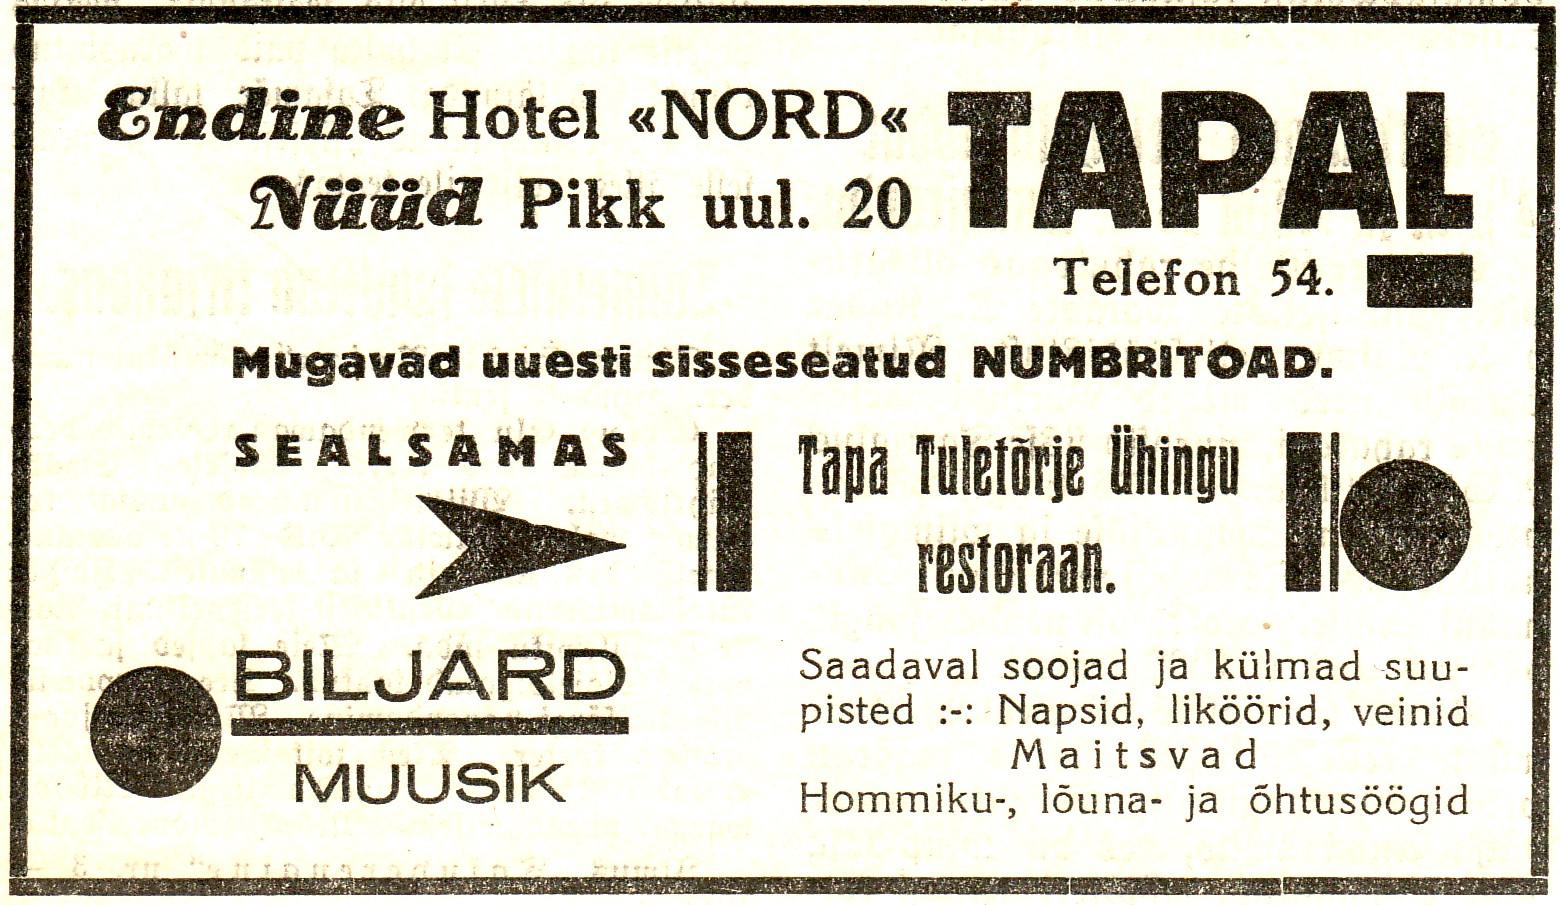 Endine Hotel «NORD« TAPAL
Nüüd Pikk uul. 20
Telefon 54.
Mugavad uuesti sisseseatud NUMBRITOAD.
SEALSAMAS
Tapa Tuletõrje Ühingu
restoraan.
BILJARD
MUUSIK
Saadaval soojad ja külmad suu-
pisted :-: Napsid, liköörid, veinid
Maitsvad
Hommiku-, lõuna- ja õhtusöögid